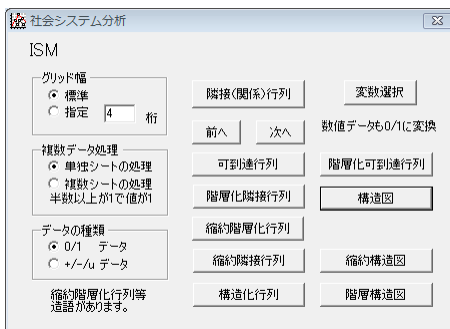 社会システム分析
ISM
グリッド幅
標準
指定 4 桁
複数データ処理
単独シートの処理
複数シートの処理
半数以上が1で値が1
データの種類
0/1 データ
+/-/u データ
縮約階層化行列等
造語があります。
隣接(関係)行列
変数選択
前へ
次へ
数値データも0/1に変換
可到達行列
階層化可到達行列
階層化隣接行列
構造図
縮約階層化行列
縮約隣接行列
縮約構造図
構造化行列
階層構造図